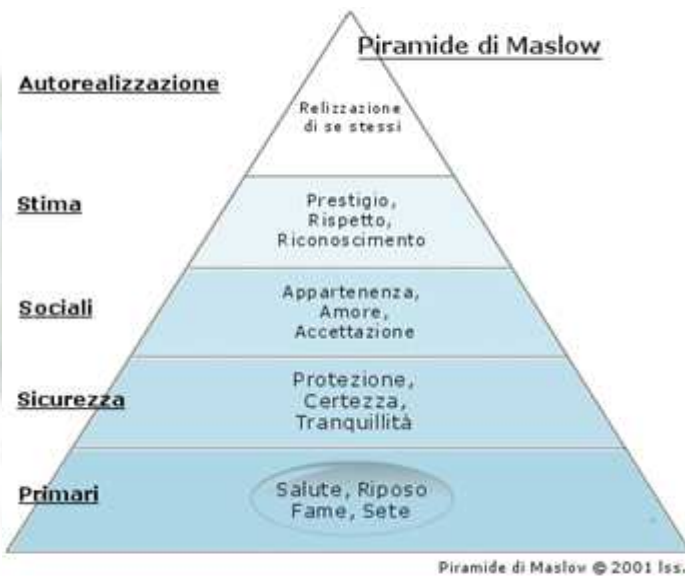 Piramide di Maslow
Autorealizzazione
Relizzazione
di se stessi
Stima
Prestigio,
Rispetto,
Riconoscimento
Sociali
Appartenenza,
Amore,
Accettazione
Sicurezza
Protezione,
Certezza,
Tranquillità
Primari
Salute, Riposo
Fame, Sete
Piramide di Maslow © 2001 lss.